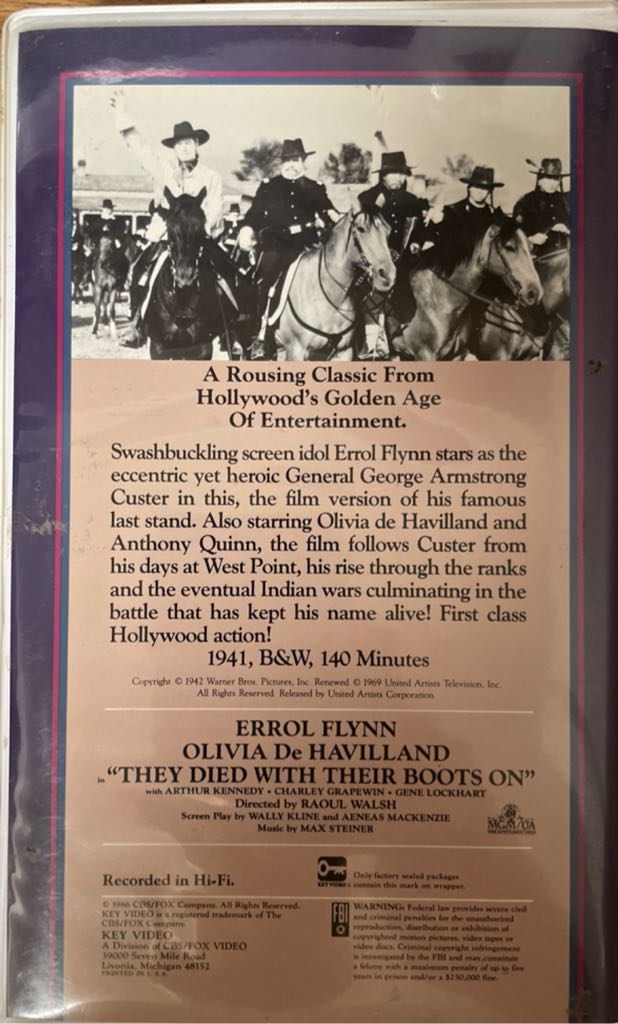 A Rousing Classic From
Hollywood's Golden Age
Of Entertainment.
Swashbuckling screen idol Errol Flynn stars as the
eccentric yet heroic General George Armstrong
Custer in this, the film version of his famous
last stand. Also starring Olivia de Havilland and
Anthony Quinn, the film follows Custer from
his days at West Point, his rise through the ranks
and the eventual Indian wars culminating in the
battle that has kept his name alive! First class
Hollywood action!
1941, B&W, 140 Minutes
Copyright © 1942 Warner Bros. Pictures, Inc. Renewed © 1969 United Artists Television, Inc.
All Rights Reserved. Released by United Artists Corporation.
ERROL FLYNN
OLIVIA De HAVILLAND
in "THEY DIED WITH THEIR BOOTS ON"
with ARTHUR KENNEDY • CHARLEY GRAPEWIN • GENE LOCKHART
Directed by RAOUL WALSH
Screen Play by WALLY KLINE and AENEAS MACKENZIE
Music by MAX STEINER
MGM/UA
Recorded in Hi-Fi.
KEY VIDEO
Only factory sealed packages
contain this mark on wrapper.
© 1986 CBS/FOX Company. All Rights Reserved.
KEY VIDEO is a registered trademark of The
CBS/FOX Company.
KEY VIDEO
A Division of CBS/FOX VIDEO
39000 Seven Mile Road
Livonia, Michigan 48152
PRINTED IN U.S.A.
FBI
WARNING: Federal law provides severe civil
and criminal penalties for the unauthorized
reproduction, distribution or exhibition of
copyrighted motion pictures, video tapes or
video discs. Criminal copyright infringement
is investigated by the FBI and may constitute
a felony with a maximum penalty of up to five
years in prison and/or a $250,000 fine.